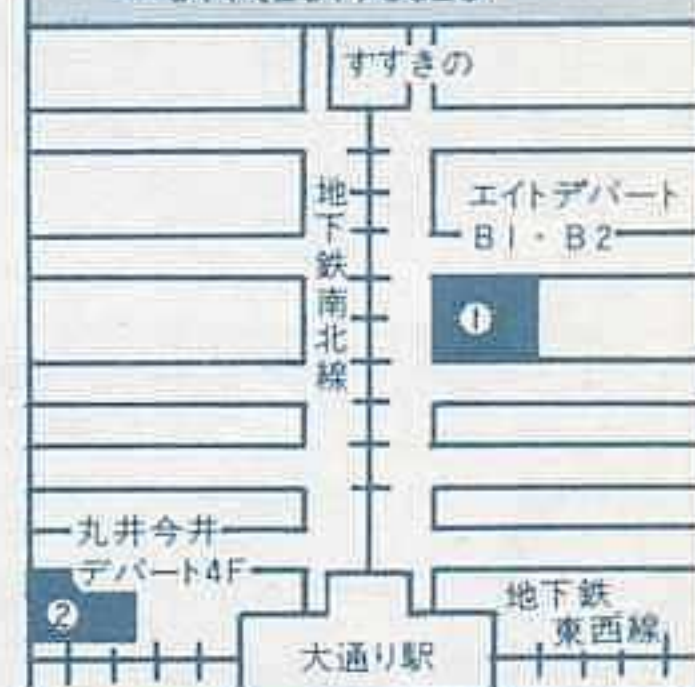 すすきの
地下鉄南北線
エイトデパート
B1・B2
①
丸井今井
デパート4F
②
地下鉄
東西線
大通り駅